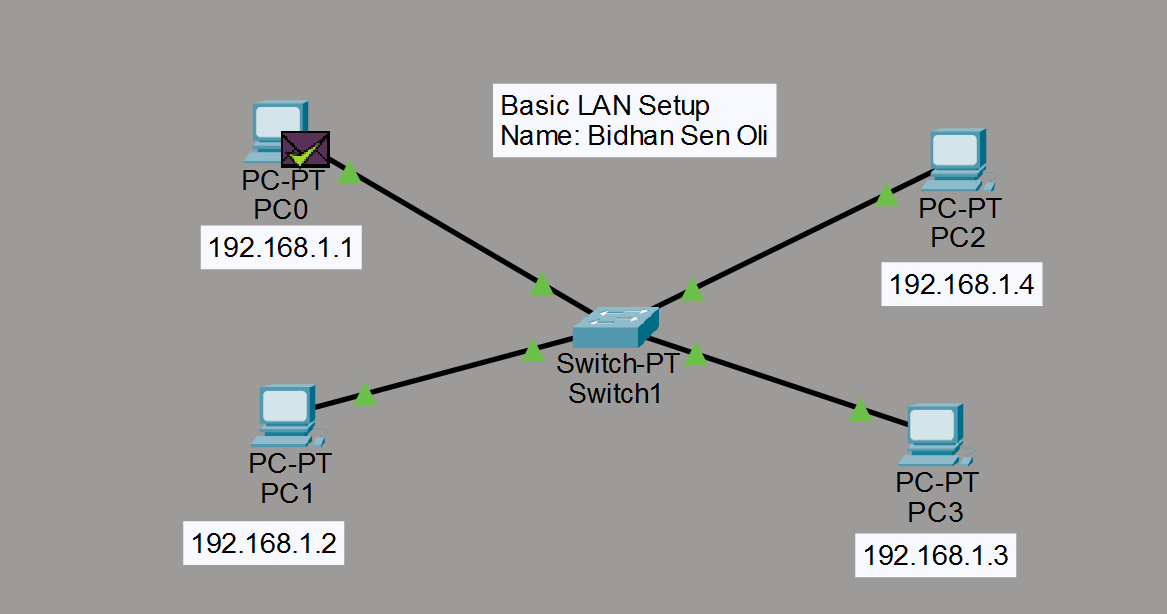 Basic LAN Setup
Name: Bidhan Sen Oli
PC-PT
PC0
192.168.1.1
PC-PT
PC2
192.168.1.4
Switch-PT
Switch1
PC-PT
PC1
192.168.1.2
PC-PT
PC3
192.168.1.3